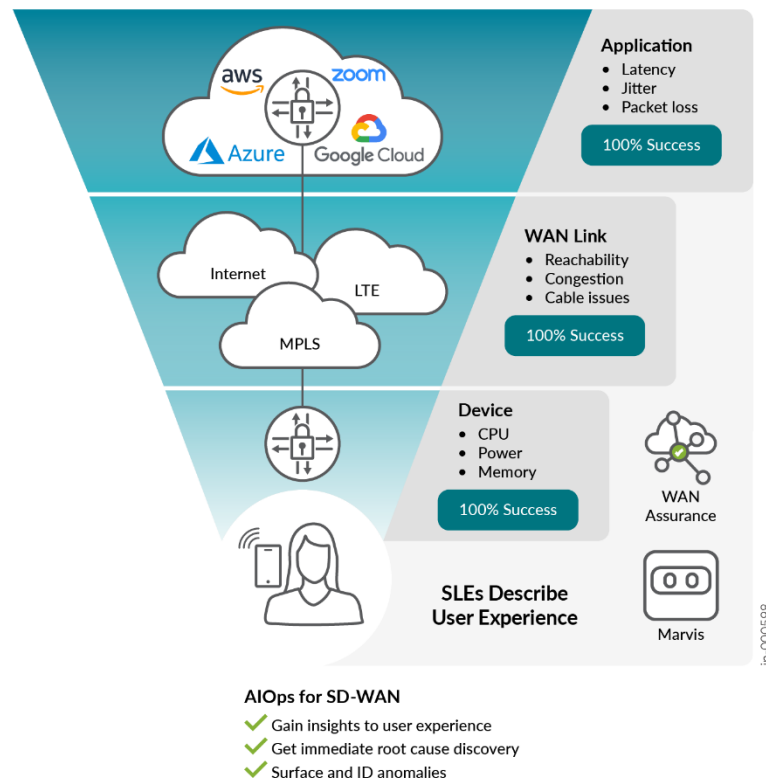 aws
zoom
Azure
Google Cloud
Application
• Latency
• Jitter
• Packet loss
100% Success
Internet
LTE
MPLS
WAN Link
• Reachability
• Congestion
• Cable issues
100% Success
Device
• CPU
• Power
• Memory
100% Success
WAN
Assurance
SLEs Describe
User Experience
Marvis
jn-000588
AIOps for SD-WAN
Gain insights to user experience
Get immediate root cause discovery
Surface and ID anomalies